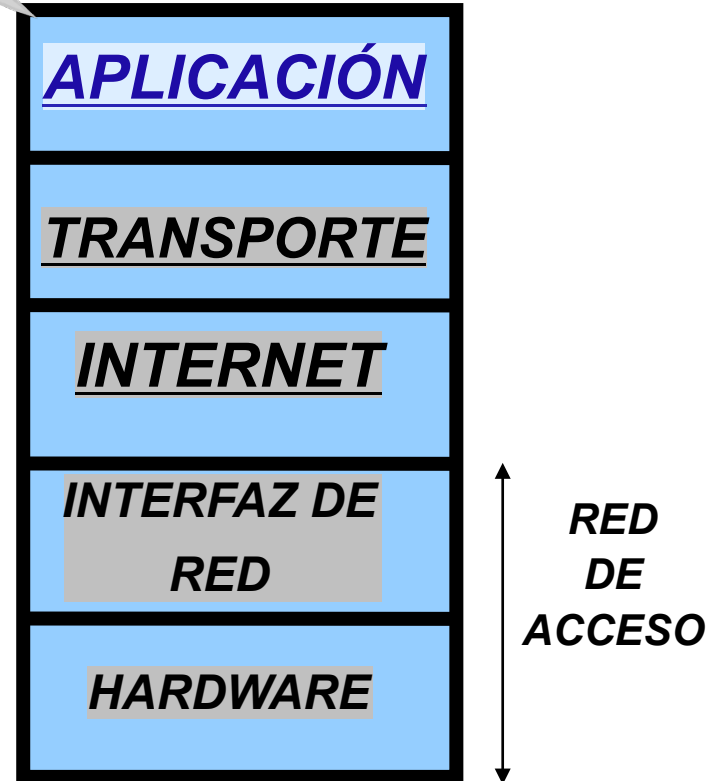 APLICACIÓN
TRANSPORTE
INTERNET
INTERFAZ DE
RED
HARDWARE
RED
DE
ACCESO